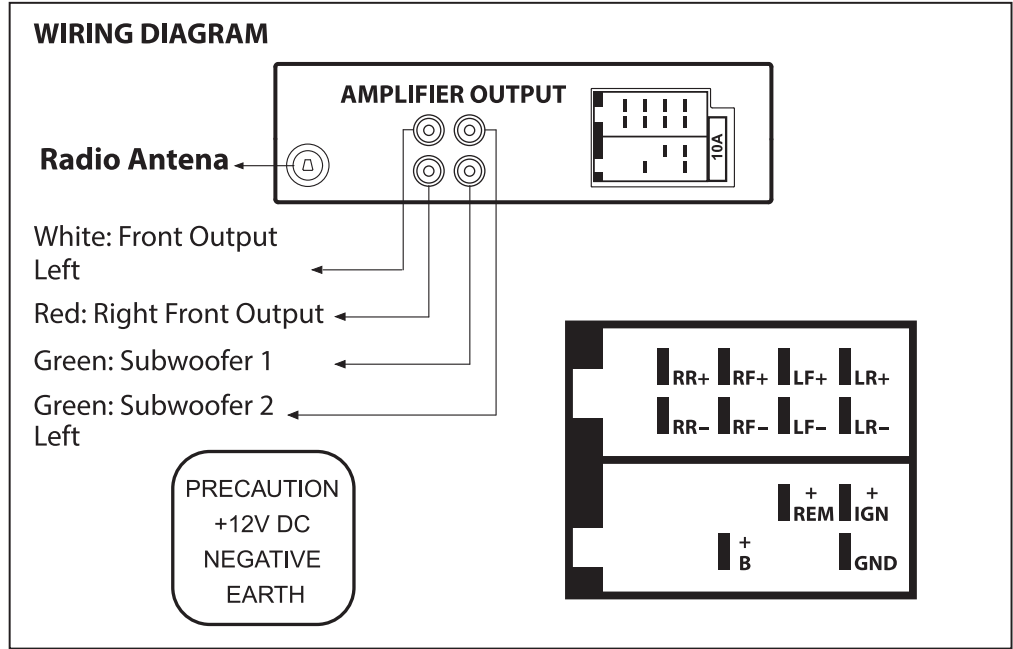 WIRING DIAGRAM
AMPLIFIER OUTPUT
10A
Radio Antena
White: Front Output
Left
Red: Right Front Output
Green: Subwoofer 1
Green: Subwoofer 2
Left
PRECAUTION
+12V DC
NEGATIVE
EARTH
RR+ RF+ LF+ LR+
RR− RF− LF− LR−
+ +
REM IGN
+
B GND